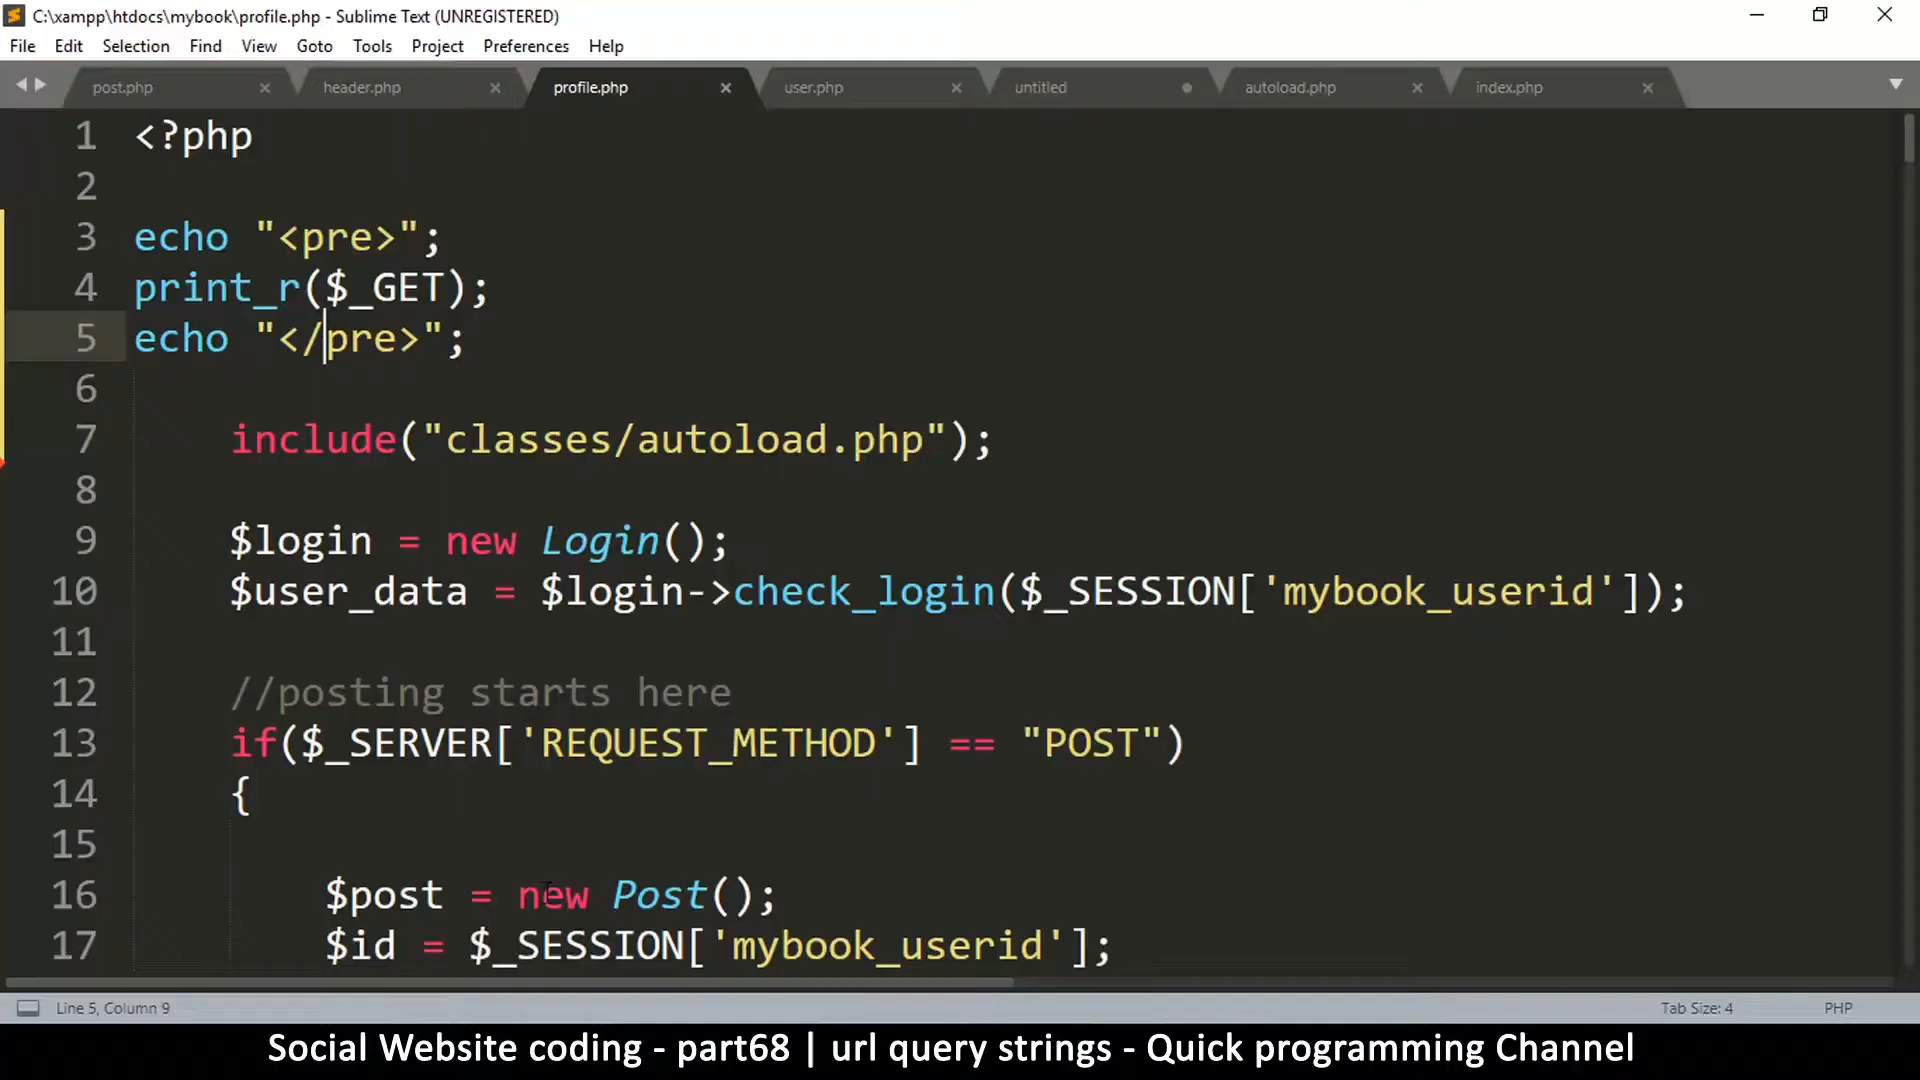 C:\xampp\htdocs\mybook\profile.php - Sublime Text (UNREGISTERED)
File Edit Selection Find View Goto Tools Project Preferences Help
post.php header.php profile.php user.php untitled autoload.php index.php
1 <?php
2
3 echo "<pre>";
4 print_r($_GET);
5 echo "</pre>";
6
7 include("classes/autoload.php");
8
9 $login = new Login();
10 $user_data = $login->check_login($_SESSION['mybook_userid']);
11
12 //posting starts here
13 if($_SERVER['REQUEST_METHOD'] == "POST")
14 {
15
16 $post = new Post();
17 $id = $_SESSION['mybook_userid'];
Line 5, Column 9 Tab Size: 4 PHP
Social Website coding - part68 | url query strings - Quick programming Channel